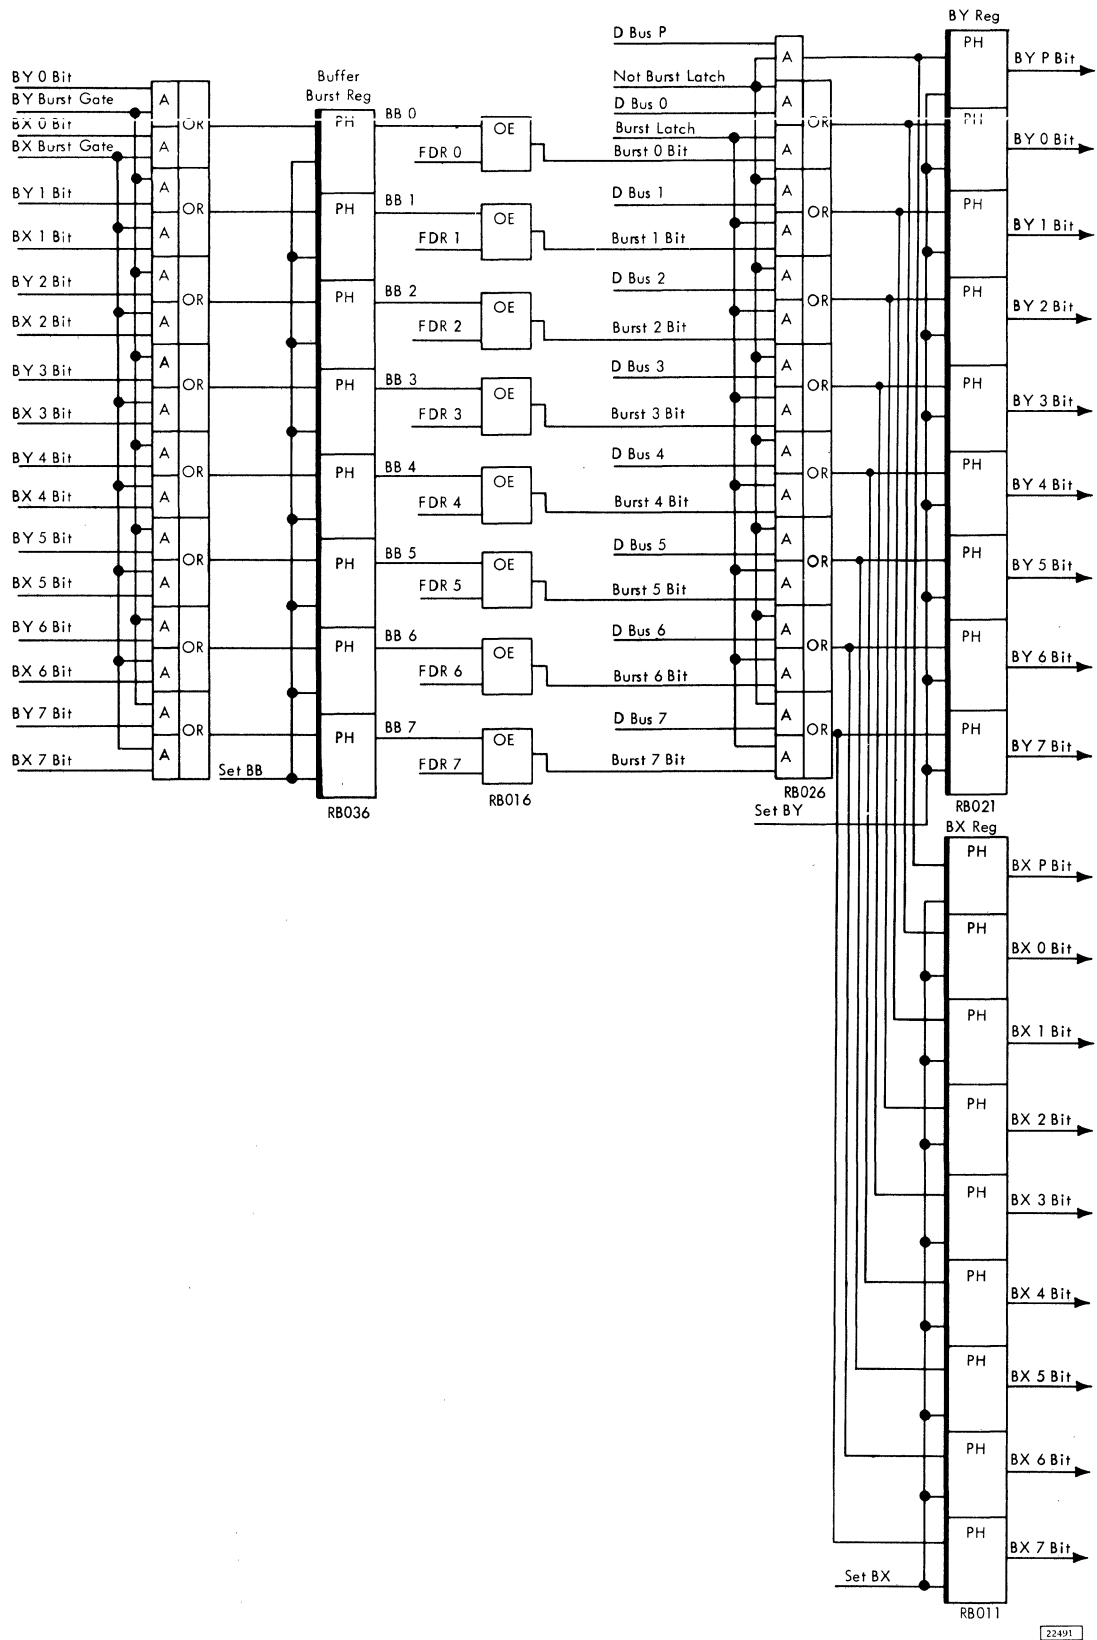 BY 0 Bit
BY Burst Gate
BX 0 Bit
BX Burst Gate
BY 1 Bit
BX 1 Bit
BY 2 Bit
BX 2 Bit
BY 3 Bit
BX 3 Bit
BY 4 Bit
BX 4 Bit
BY 5 Bit
BX 5 Bit
BY 6 Bit
BX 6 Bit
BY 7 Bit
BX 7 Bit
A
OR
A
A
OR
A
A
OR
A
A
OR
A
A
OR
A
A
OR
A
A
OR
A
A
OR
A
Set BB
Buffer
Burst Reg
PH
PH
PH
PH
PH
PH
PH
PH
RB036
BB 0
FDR 0
OE
BB 1
FDR 1
OE
BB 2
FDR 2
OE
BB 3
FDR 3
OE
BB 4
FDR 4
OE
BB 5
FDR 5
OE
BB 6
FDR 6
OE
BB 7
FDR 7
OE
RB016
D Bus P
Not Burst Latch
D Bus 0
Burst Latch
Burst 0 Bit
D Bus 1
Burst 1 Bit
D Bus 2
Burst 2 Bit
D Bus 3
Burst 3 Bit
D Bus 4
Burst 4 Bit
D Bus 5
Burst 5 Bit
D Bus 6
Burst 6 Bit
D Bus 7
Burst 7 Bit
A
A
OR
A
A
OR
A
A
OR
A
A
OR
A
A
OR
A
A
OR
A
A
OR
A
A
OR
A
RB026
Set BY
BY Reg
PH
BY P Bit
PH
BY 0 Bit
PH
BY 1 Bit
PH
BY 2 Bit
PH
BY 3 Bit
PH
BY 4 Bit
PH
BY 5 Bit
PH
BY 6 Bit
PH
BY 7 Bit
RB021
BX Reg
PH
BX P Bit
PH
BX 0 Bit
PH
BX 1 Bit
PH
BX 2 Bit
PH
BX 3 Bit
PH
BX 4 Bit
PH
BX 5 Bit
PH
BX 6 Bit
PH
BX 7 Bit
Set BX
RB011
22491